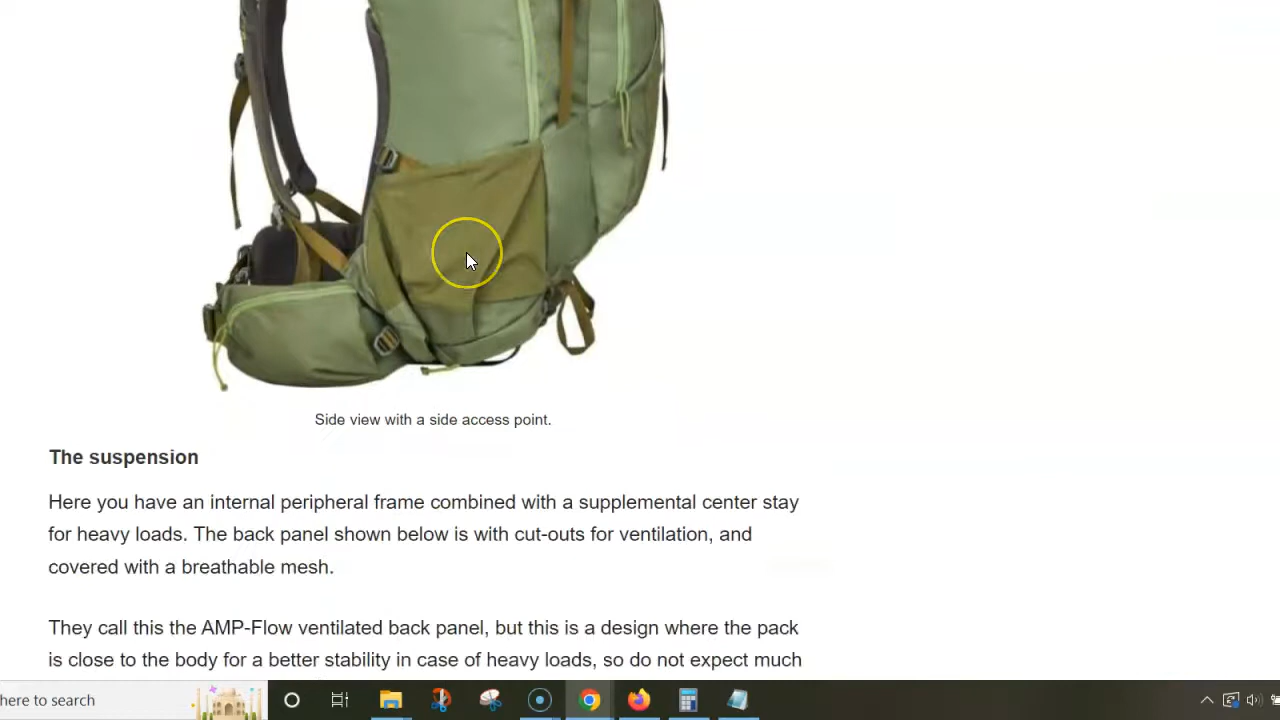 Side view with a side access point.
The suspension
Here you have an internal peripheral frame combined with a supplemental center stay
for heavy loads. The back panel shown below is with cut-outs for ventilation, and
covered with a breathable mesh.
They call this the AMP-Flow ventilated back panel, but this is a design where the pack
is close to the body for a better stability in case of heavy loads, so do not expect much
here to search